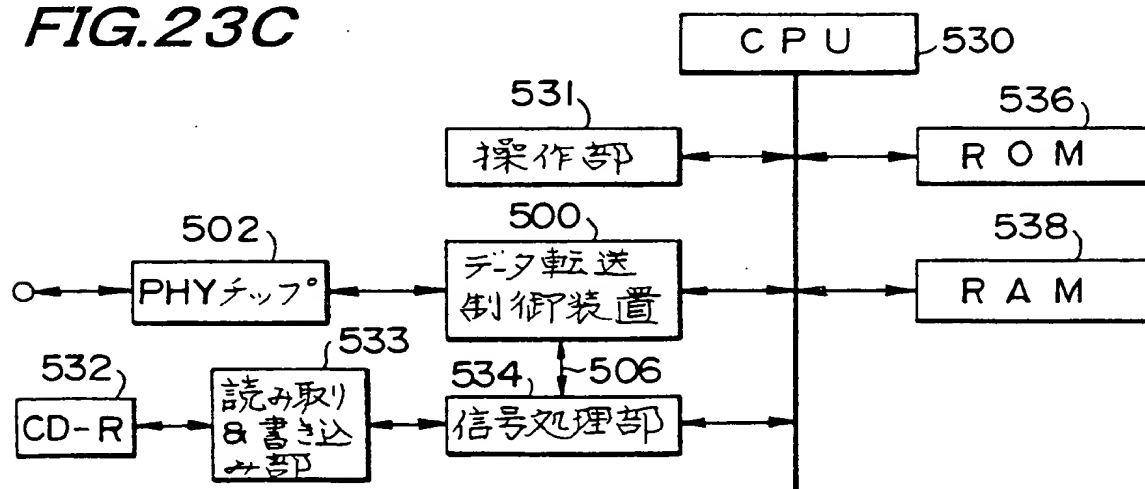 FIG.23C
CPU
530
531
操作部
536
ROM
502
PHYチップ
500
データ転送
制御装置
538
RAM
532
CD-R
533
読み取り
&書き込
み部
534
506
信号処理部